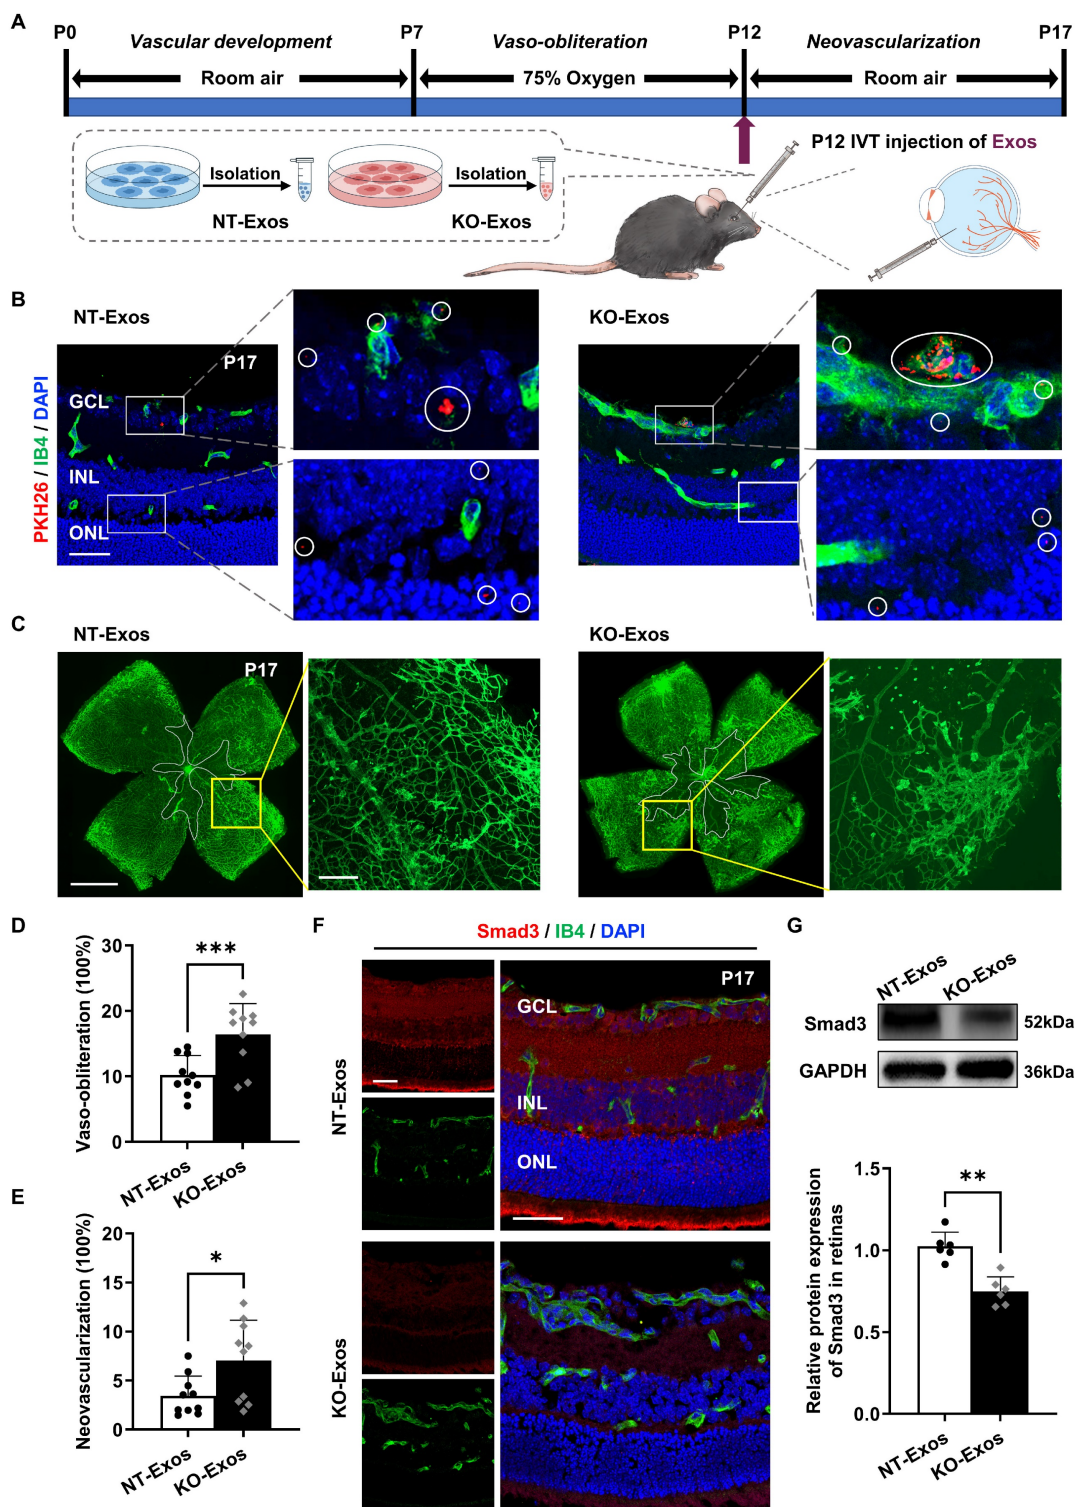 A
P0
Vascular development
P7
Vaso-obliteration
P12
Neovascularization
P17
Room air
75% Oxygen
Room air
P12 IVT injection of Exos
Isolation
Isolation
NT-Exos
KO-Exos
B
NT-Exos
KO-Exos
PKH26 / IB4 / DAPI
P17
GCL
INL
ONL
C
NT-Exos
KO-Exos
P17
D
Vaso-obliteration (100%)
30
20
10
0
***
NT-Exos
KO-Exos
E
Neovascularization (100%)
20
15
10
5
0
*
NT-Exos
KO-Exos
F
Smad3 / IB4 / DAPI
NT-Exos
P17
GCL
INL
ONL
KO-Exos
G
NT-Exos
KO-Exos
Smad3
52kDa
GAPDH
36kDa
Relative protein expression
of Smad3 in retinas
1.5
1.0
0.5
0.0
**
NT-Exos
KO-Exos